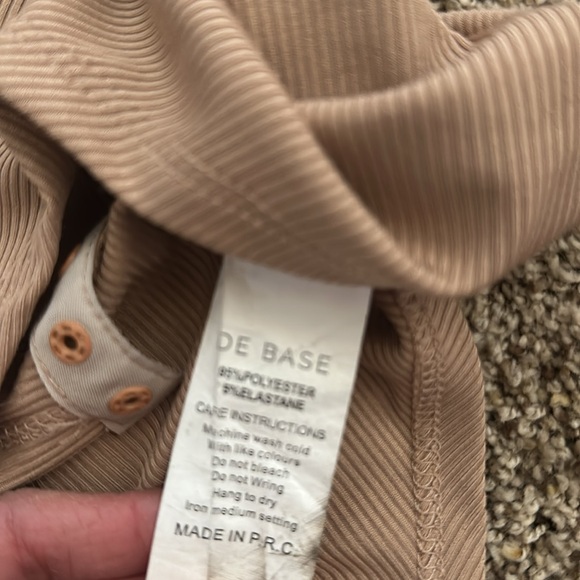 DE BASE
95%POLYESTER
5%ELASTANE
CARE INSTRUCTIONS
Machine wash cold
With like colours
Do not bleach
Do not Wring
Hang to dry
Iron medium setting
MADE IN P.R.C.